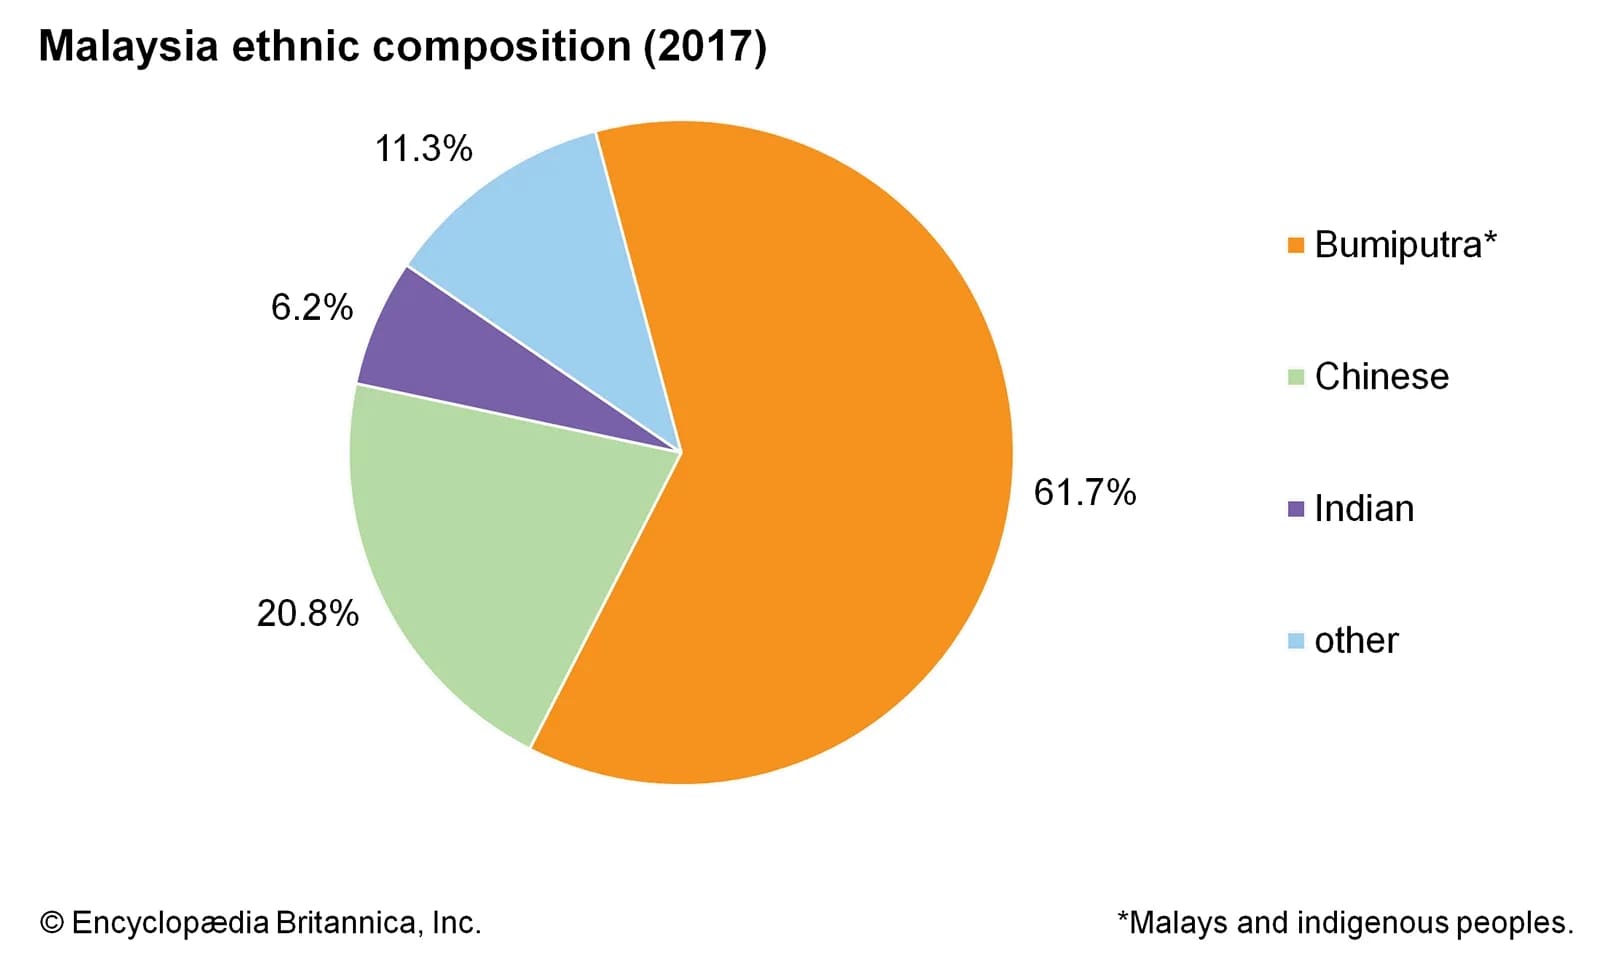 Malaysia ethnic composition (2017)
11.3%
6.2%
20.8%
61.7%
Bumiputra*
Chinese
Indian
other
© Encyclopædia Britannica, Inc.
*Malays and indigenous peoples.